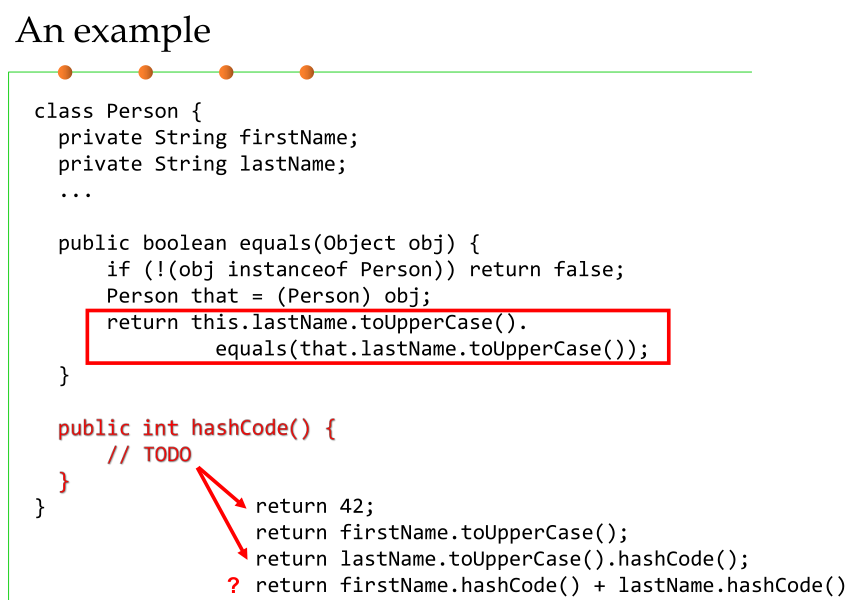 An example
class Person {
private String firstName;
private String lastName;
...
public boolean equals(Object obj) {
if (!(obj instanceof Person)) return false;
Person that = (Person) obj;
return this.lastName.toUpperCase().
equals(that.lastName.toUpperCase());
}
public int hashCode() {
// TODO
}
}
return 42;
return firstName.toUpperCase();
return lastName.toUpperCase().hashCode();
? return firstName.hashCode() + lastName.hashCode()